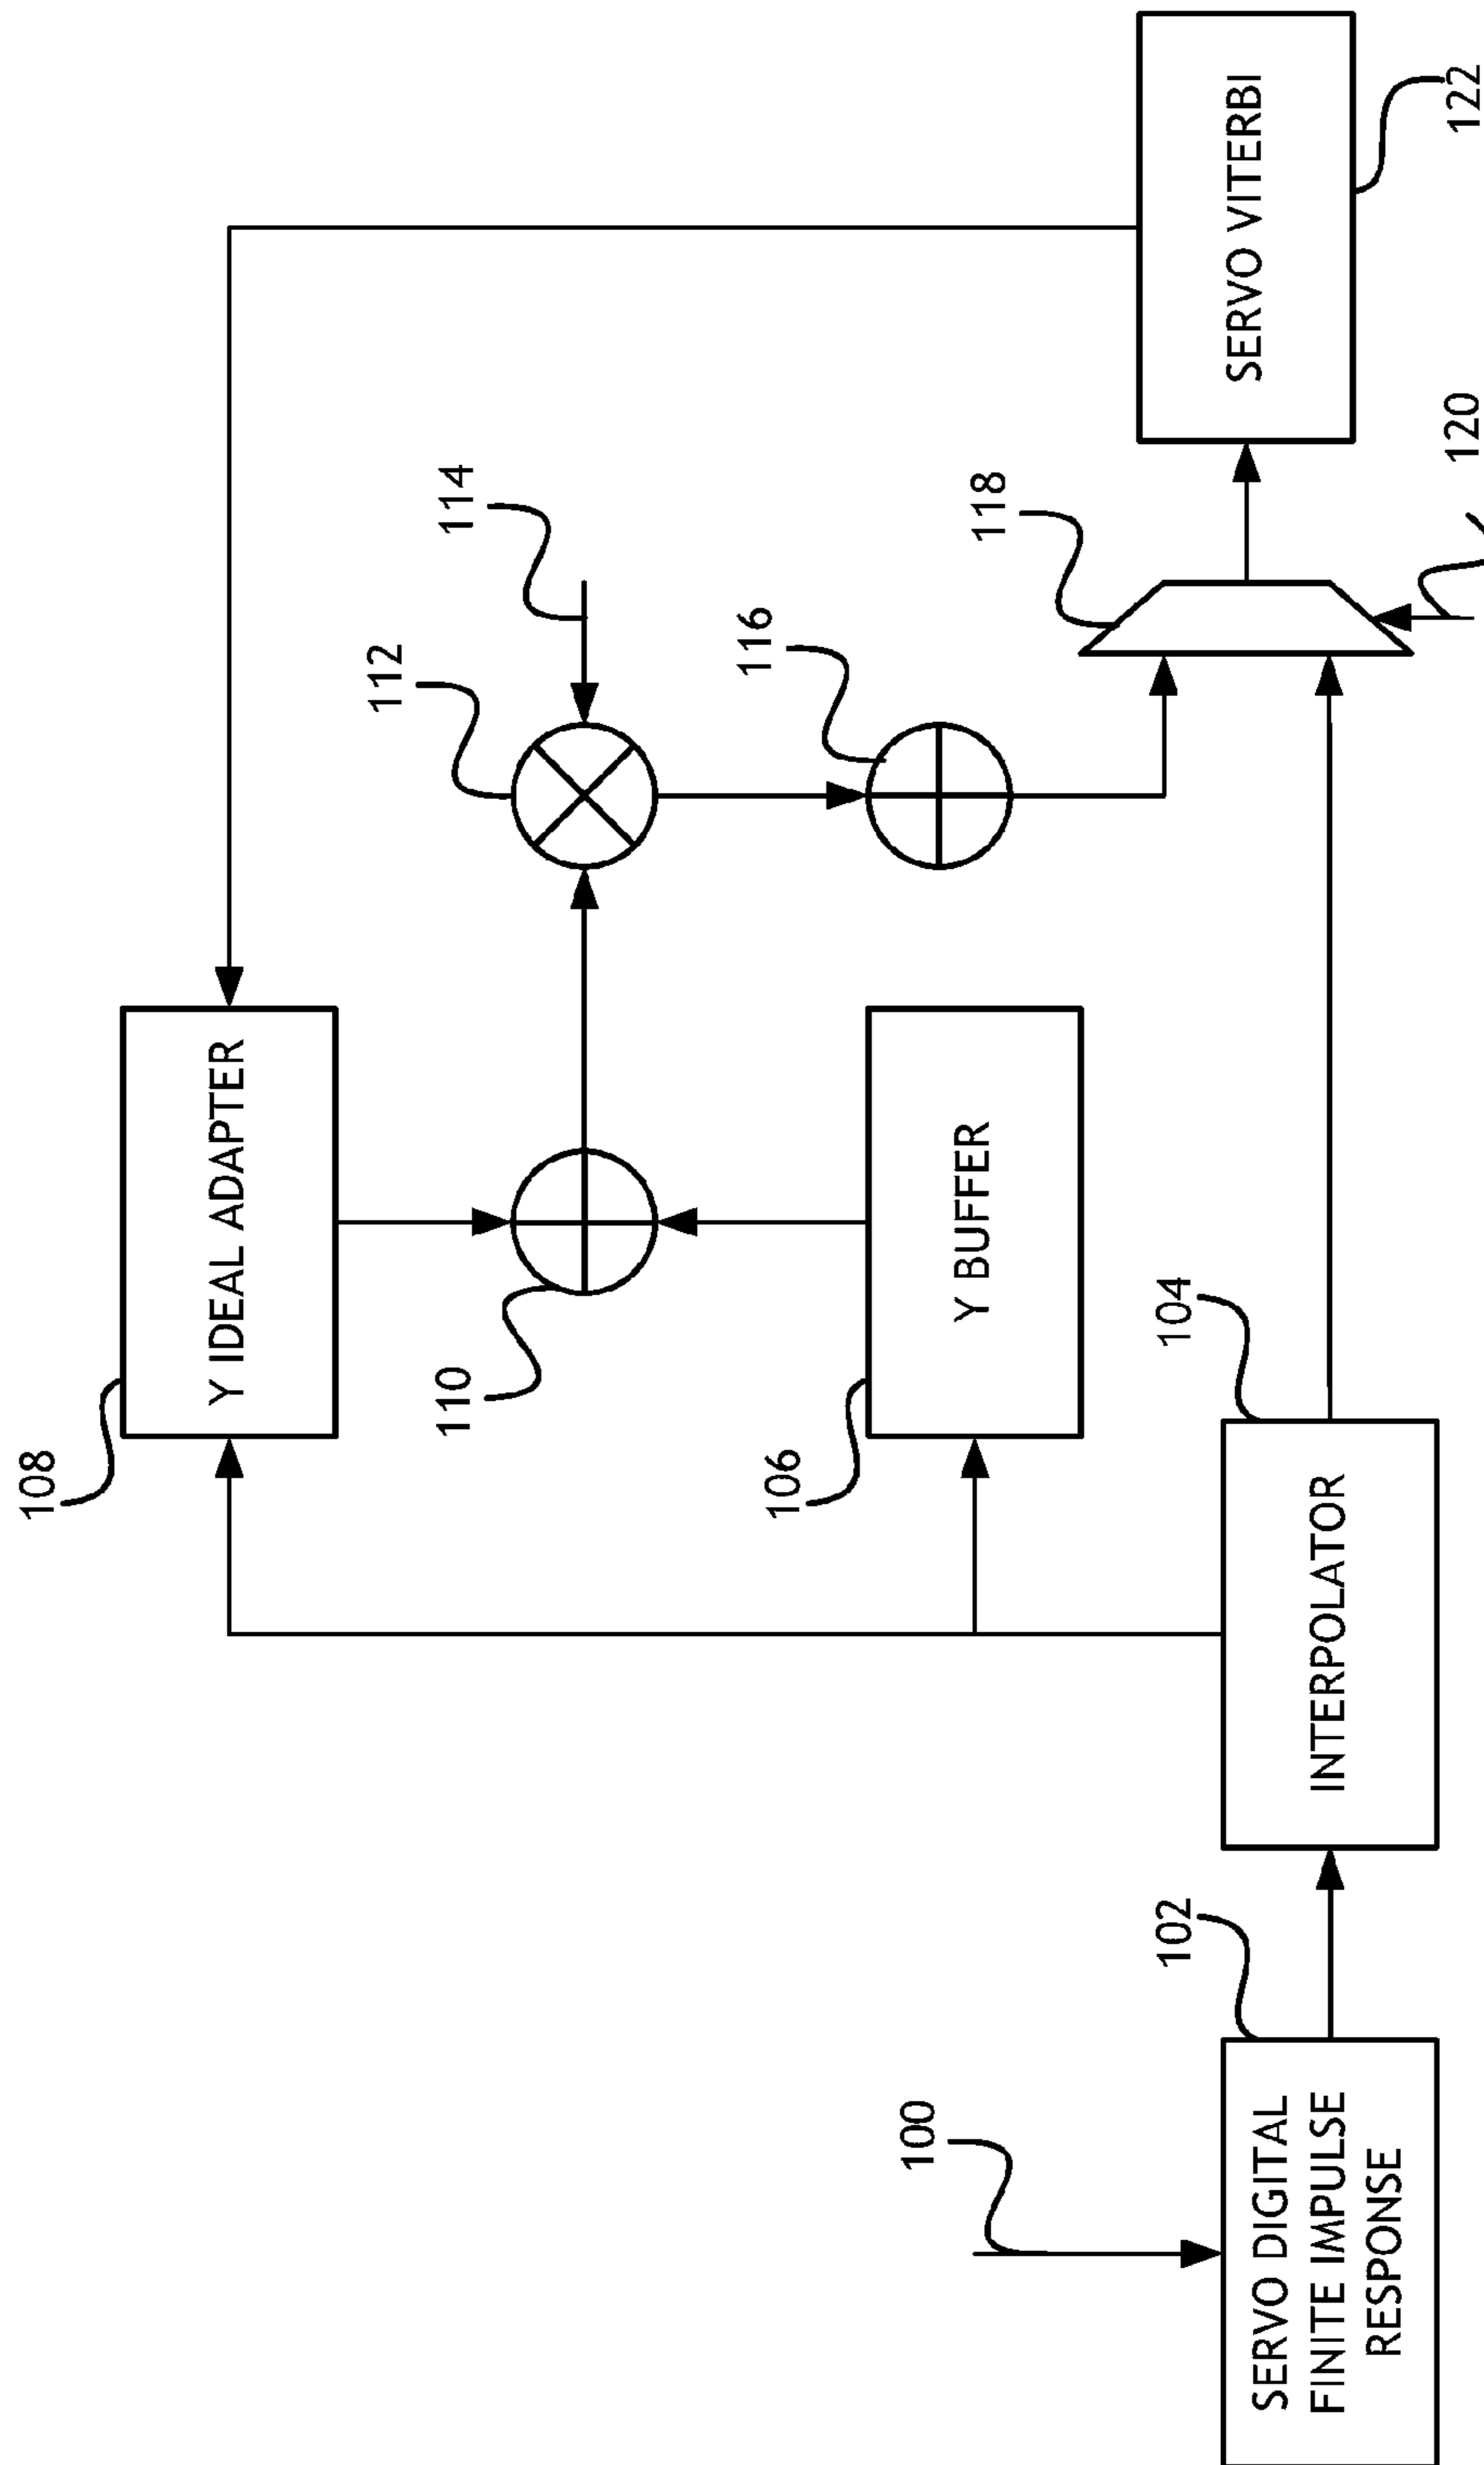 108
Y IDEAL ADAPTER
110
112
114
106
Y BUFFER
116
118
100
102
104
SERVO DIGITAL
FINITE IMPULSE
RESPONSE
INTERPOLATOR
SERVO VITERBI
120
122